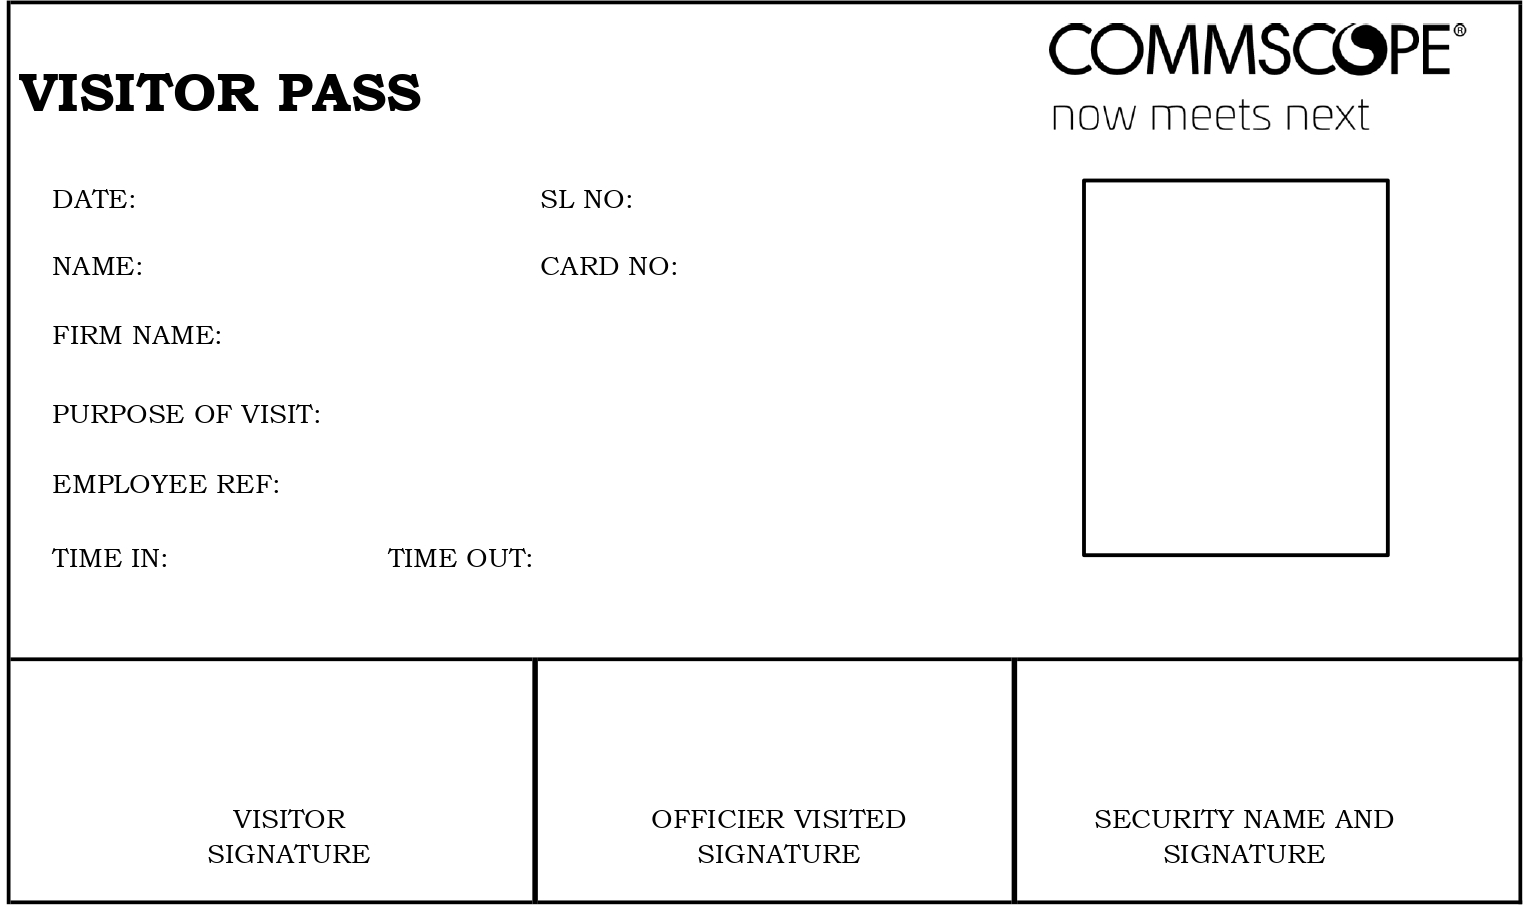 VISITOR PASS
COMMSCOPE®
now meets next
DATE:
SL NO:
NAME:
CARD NO:
FIRM NAME:
PURPOSE OF VISIT:
EMPLOYEE REF:
TIME IN:
TIME OUT:
VISITOR
SIGNATURE
OFFICIER VISITED
SIGNATURE
SECURITY NAME AND
SIGNATURE